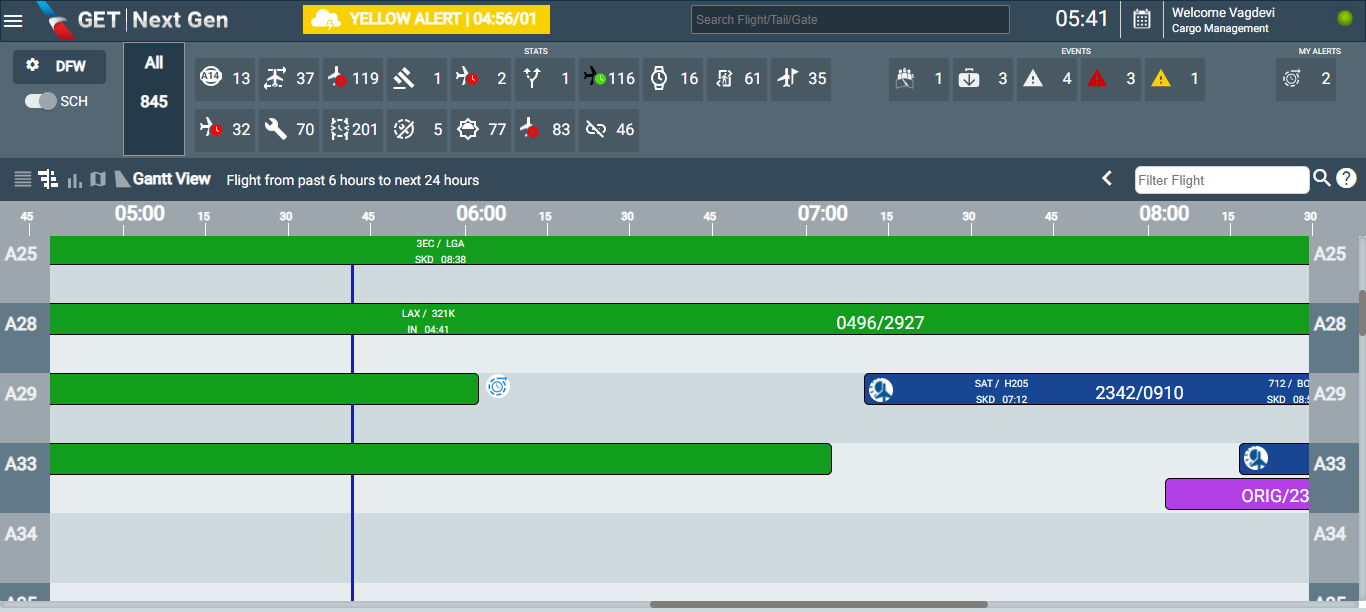 GET | Next Gen
YELLOW ALERT | 04:56/01
Search Flight/Tail/Gate
05:41
Welcome Vagdevi
Cargo Management
DFW
SCH
All
845
STATS
A14 13 37 119 1 2 1 116 16 61 35
32 70 201 5 77 83 46
EVENTS
1 3 4 3 1
MY ALERTS
2
Gantt View Flight from past 6 hours to next 24 hours
Filter Flight
?
45 05:00 15 30 45 06:00 15 30 45 07:00 15 30 45 08:00 15 30
A25 3EC / LGA A25
SKD 08:38
A28 LAX / 321K 0496/2927 A28
IN 04:41
A29 SAT / H205 2342/0910 712 / BO A29
SKD 07:12 SKD 08:5
A33 A33
ORIG/23
A34 A34
A35 A35